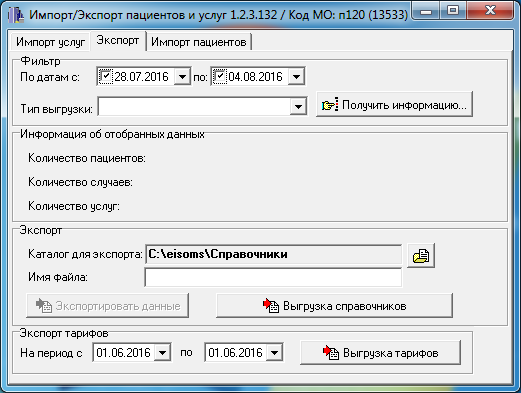 Импорт/Экспорт пациентов и услуг 1.2.3.132 / Код МО: п120 (13533)
Импорт услуг Экспорт Импорт пациентов
Фильтр
По датам с: 28.07.2016 по: 04.08.2016
Тип выгрузки: Получить информацию...
Информация об отобранных данных
Количество пациентов:
Количество случаев:
Количество услуг:
Экспорт
Каталог для экспорта: C:\eisoms\Справочники
Имя Файла:
Экспортировать данные Выгрузка справочников
Экспорт тарифов
На период с 01.06.2016 по 01.06.2016 Выгрузка тарифов